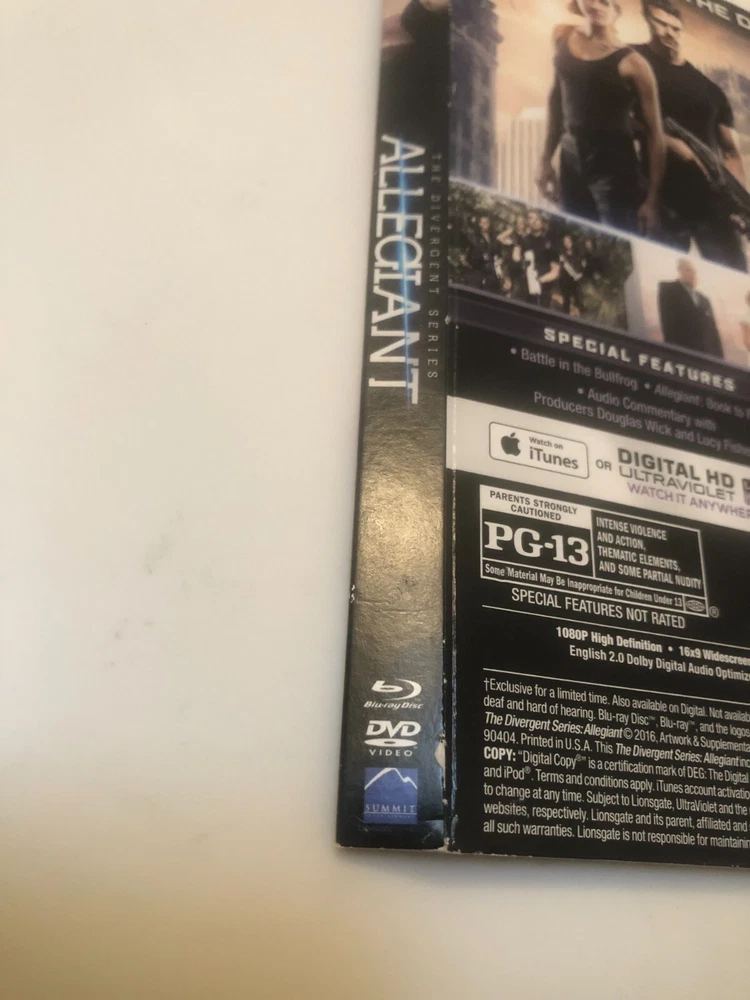 THE DIVERGENT SERIES
ALLEGIANT
Blu-ray Disc
DVD
VIDEO
SUMMIT
THE D
SPECIAL FEATURES
• Battle in the Bullfrog • Allegiant: Book to
• Audio Commentary with
Producers Douglas Wick and Lucy Fishe
Watch on
iTunes
OR
DIGITAL HD
ULTRAVIOLET
WATCH IT ANYWHE
PARENTS STRONGLY
CAUTIONED
PG-13
INTENSE VIOLENCE
AND ACTION,
THEMATIC ELEMENTS,
AND SOME PARTIAL NUDITY
Some Material May Be Inappropriate for Children Under 13
®
SPECIAL FEATURES NOT RATED
1080P High Definition • 16x9 Widescreen
English 2.0 Dolby Digital Audio Optimize
†Exclusive for a limited time. Also available on Digital. Not availa
deaf and hard of hearing. Blu-ray Disc™, Blu-ray™, and the logos
The Divergent Series: Allegiant © 2016. Artwork & Supplementa
90404. Printed in U.S.A. This The Divergent Series: Allegiant inc
COPY: "Digital Copy®" is a certification mark of DEG: The Digital
and iPod®. Terms and conditions apply. iTunes account activatio
to change at any time. Subject to Lionsgate, UltraViolet and the
websites, respectively. Lionsgate and its parent, affiliated and
all such warranties. Lionsgate is not responsible for maintainin